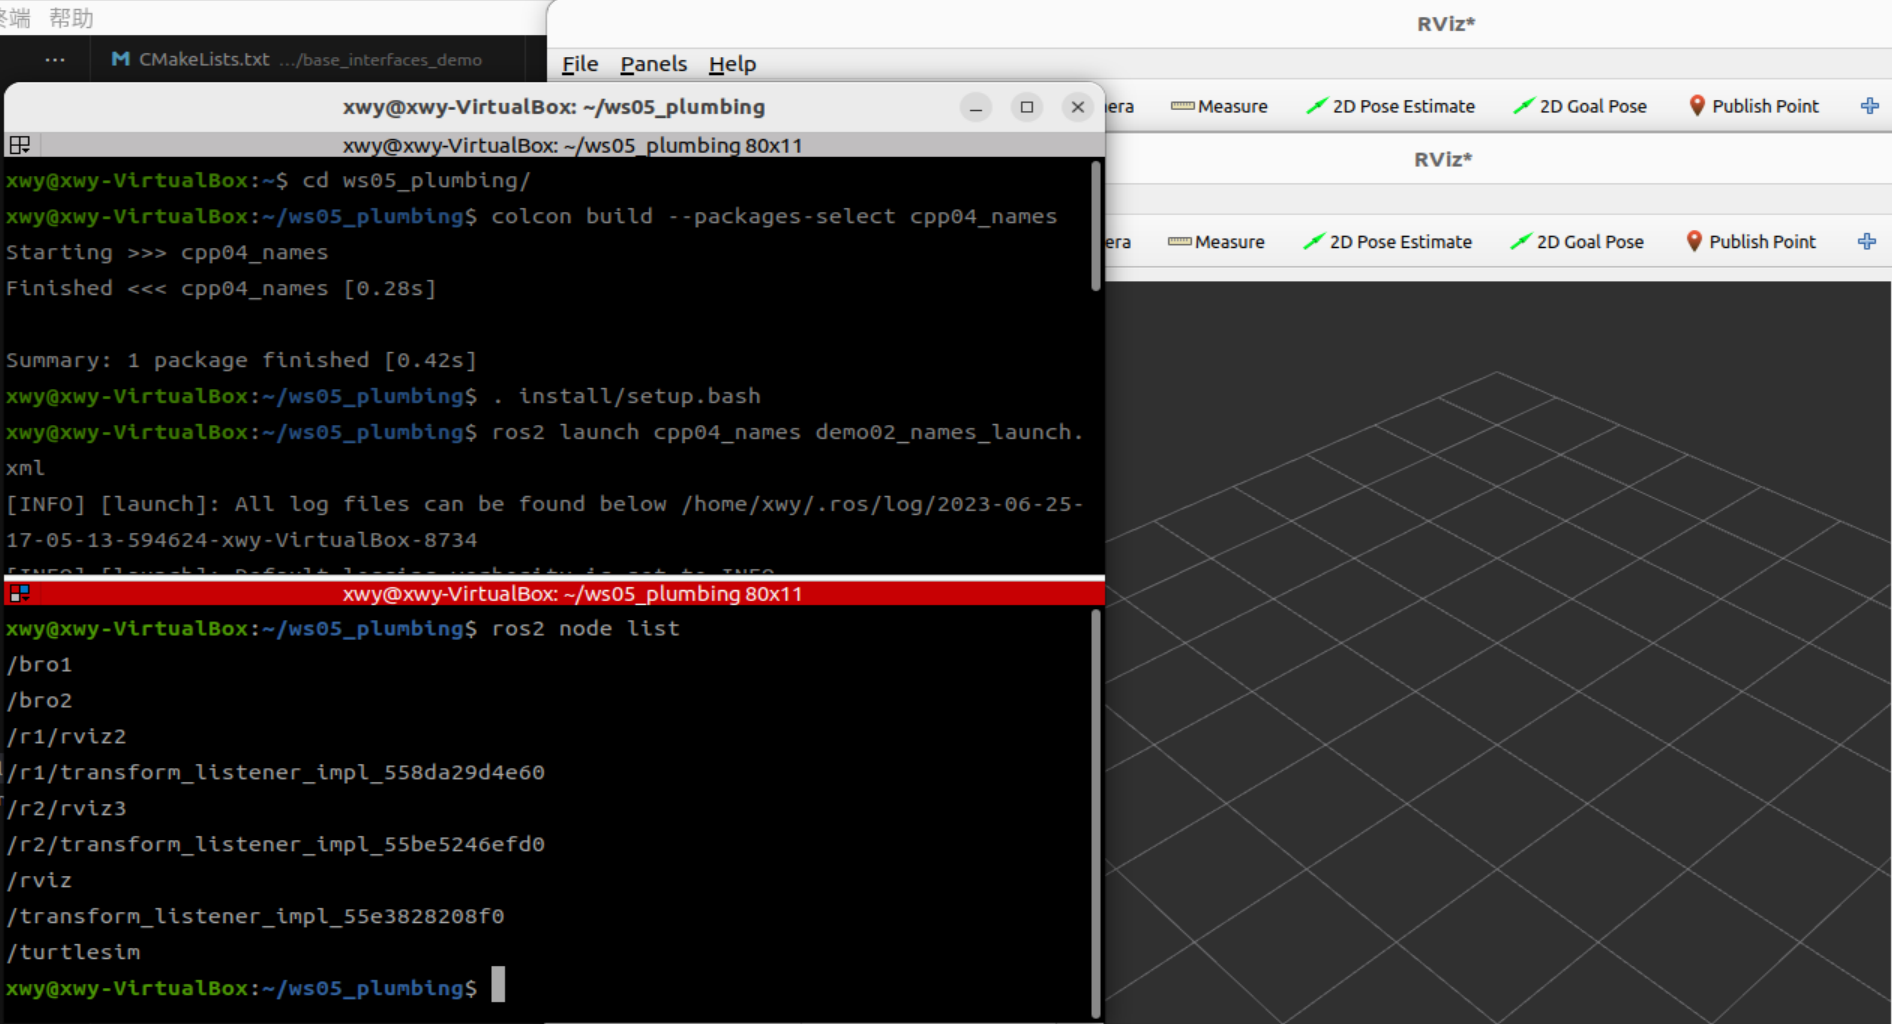 终端 帮助
RViz*
··· CMakeLists.txt .../base_interfaces_demo
File Panels Help
xwy@xwy-VirtualBox: ~/ws05_plumbing
Measure 2D Pose Estimate 2D Goal Pose Publish Point
xwy@xwy-VirtualBox: ~/ws05_plumbing 80x11
RViz*
xwy@xwy-VirtualBox:~$ cd ws05_plumbing/
xwy@xwy-VirtualBox:~/ws05_plumbing$ colcon build --packages-select cpp04_names
Measure 2D Pose Estimate 2D Goal Pose Publish Point
Starting >>> cpp04_names
Finished <<< cpp04_names [0.28s]
Summary: 1 package finished [0.42s]
xwy@xwy-VirtualBox:~/ws05_plumbing$ . install/setup.bash
xwy@xwy-VirtualBox:~/ws05_plumbing$ ros2 launch cpp04_names demo02_names_launch.
xml
[INFO] [launch]: All log files can be found below /home/xwy/.ros/log/2023-06-25-
17-05-13-594624-xwy-VirtualBox-8734
xwy@xwy-VirtualBox: ~/ws05_plumbing 80x11
xwy@xwy-VirtualBox:~/ws05_plumbing$ ros2 node list
/bro1
/bro2
/r1/rviz2
/r1/transform_listener_impl_558da29d4e60
/r2/rviz3
/r2/transform_listener_impl_55be5246efd0
/rviz
/transform_listener_impl_55e3828208f0
/turtlesim
xwy@xwy-VirtualBox:~/ws05_plumbing$